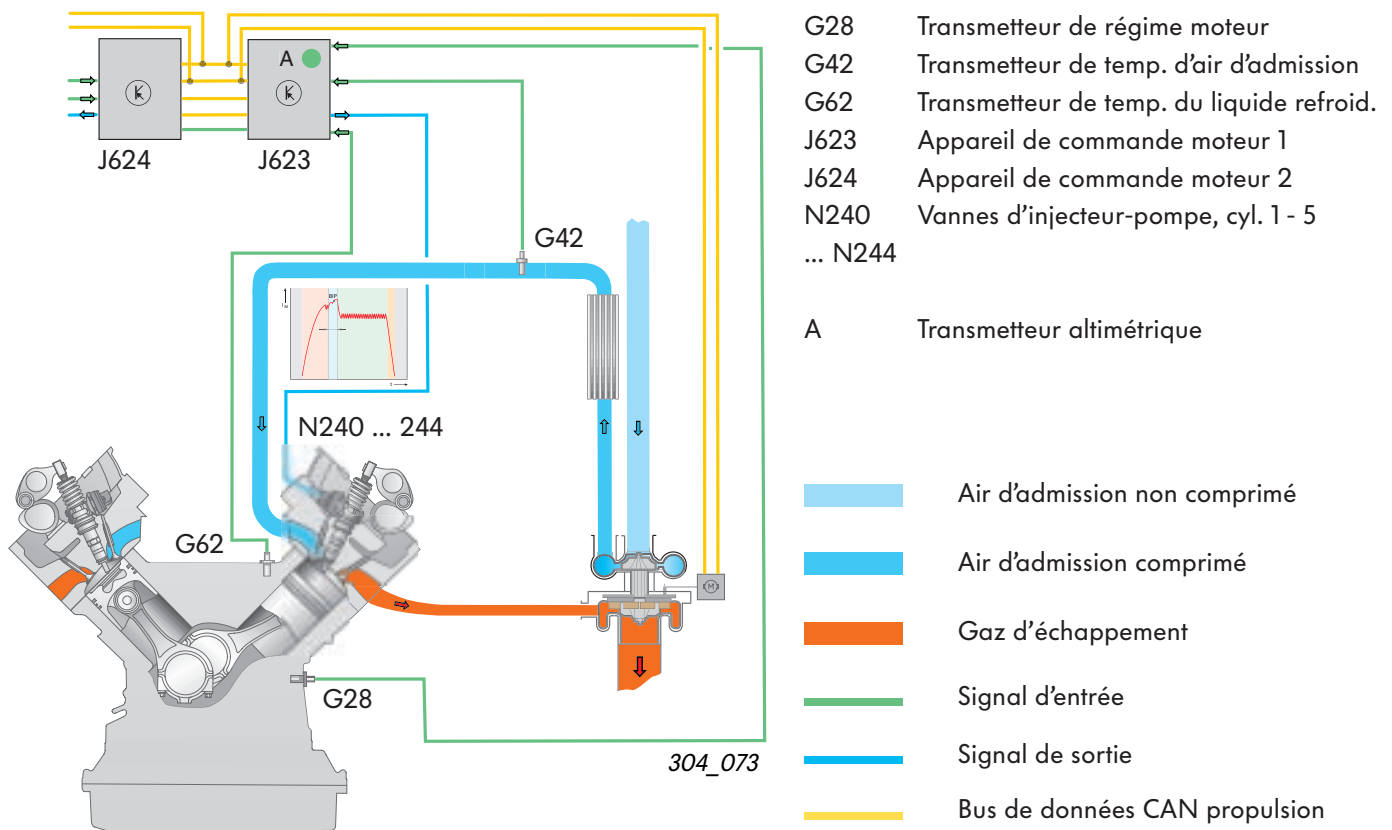 A
J624
J623
G42
BIP
N240 ... 244
G62
M
G28
304_073
G28 Transmetteur de régime moteur
G42 Transmetteur de temp. d'air d'admission
G62 Transmetteur de temp. du liquide refroid.
J623 Appareil de commande moteur 1
J624 Appareil de commande moteur 2
N240 Vannes d'injecteur-pompe, cyl. 1 - 5
... N244
A Transmetteur altimétrique
Air d'admission non comprimé
Air d'admission comprimé
Gaz d'échappement
Signal d'entrée
Signal de sortie
Bus de données CAN propulsion